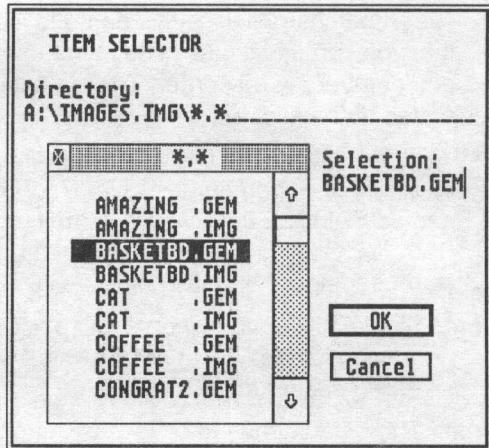 ITEM SELECTOR
Directory:
A:\IMAGES.IMG\*.*_______________________
*.*
Selection:
BASKETBD.GEM
AMAZING .GEM
AMAZING .IMG
BASKETBD.GEM
BASKETBD.IMG
CAT     .GEM
CAT     .IMG
COFFEE  .GEM
COFFEE  .IMG
CONGRAT2.GEM
OK
Cancel